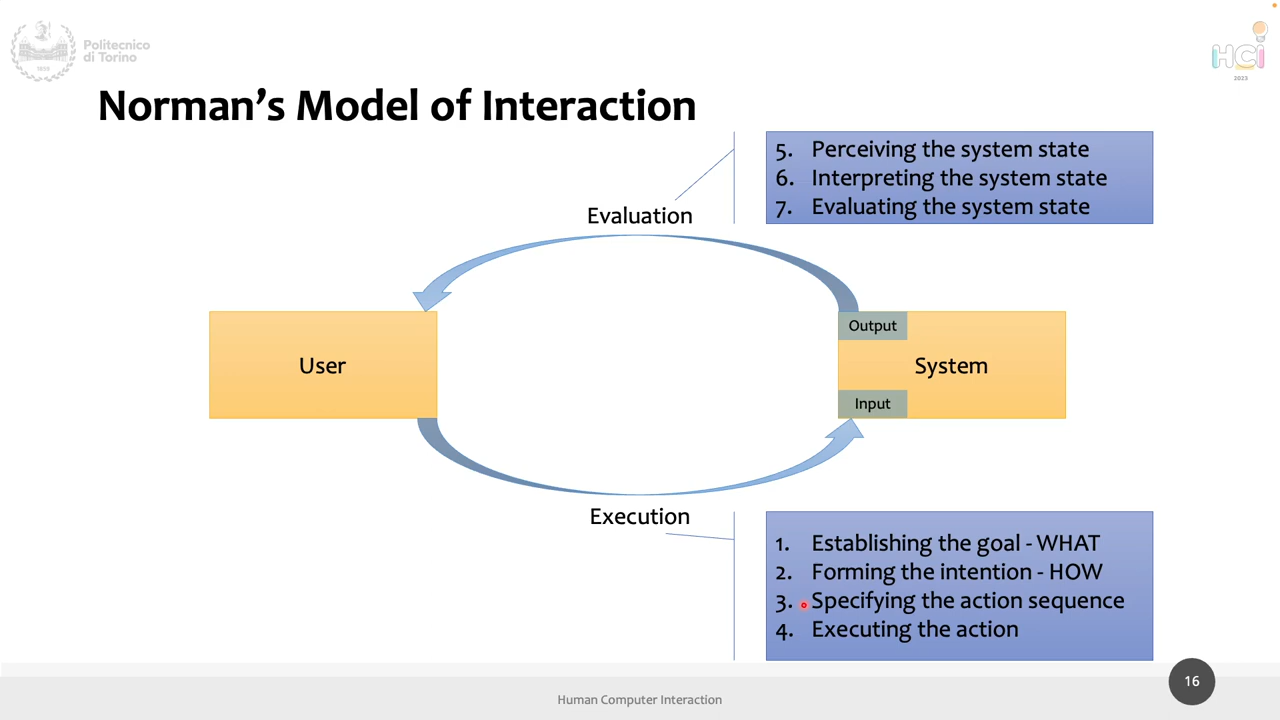 Politecnico
di Torino
1859
HCI
2023
Norman's Model of Interaction
5. Perceiving the system state
6. Interpreting the system state
7. Evaluating the system state
Evaluation
Output
User
System
Input
Execution
1. Establishing the goal - WHAT
2. Forming the intention - HOW
3. Specifying the action sequence
4. Executing the action
16
Human Computer Interaction